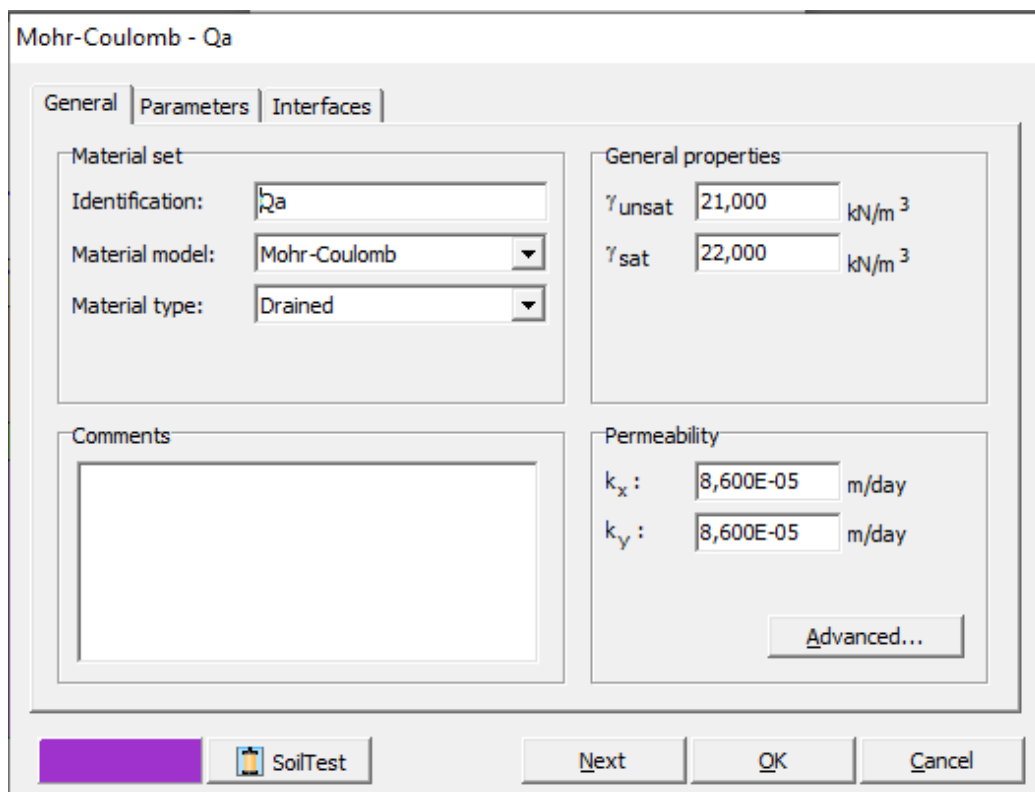 Mohr-Coulomb - Qa
General Parameters Interfaces
Material set
Identification: Qa
Material model: Mohr-Coulomb
Material type: Drained
General properties
γunsat 21,000 kN/m 3
γsat 22,000 kN/m 3
Comments
Permeability
kx : 8,600E-05 m/day
ky : 8,600E-05 m/day
Advanced...
SoilTest Next OK Cancel